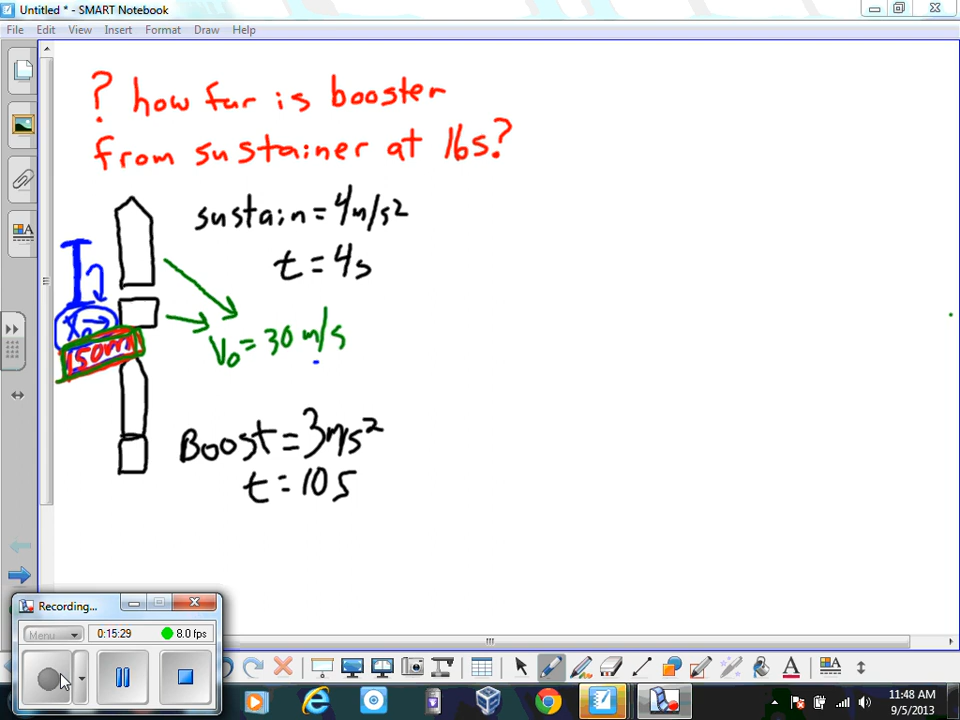 Untitled * - SMART Notebook
File Edit View Insert Format Draw Help
? how far is booster
from sustainer at 16s?
sustain = 4m/s²
t = 4s
X₀
150m
V₀ = 30 m/s
Boost = 3m/s²
t = 10s
Recording...
Menu
0:15:29
8.0 fps
11:48 AM
9/5/2013